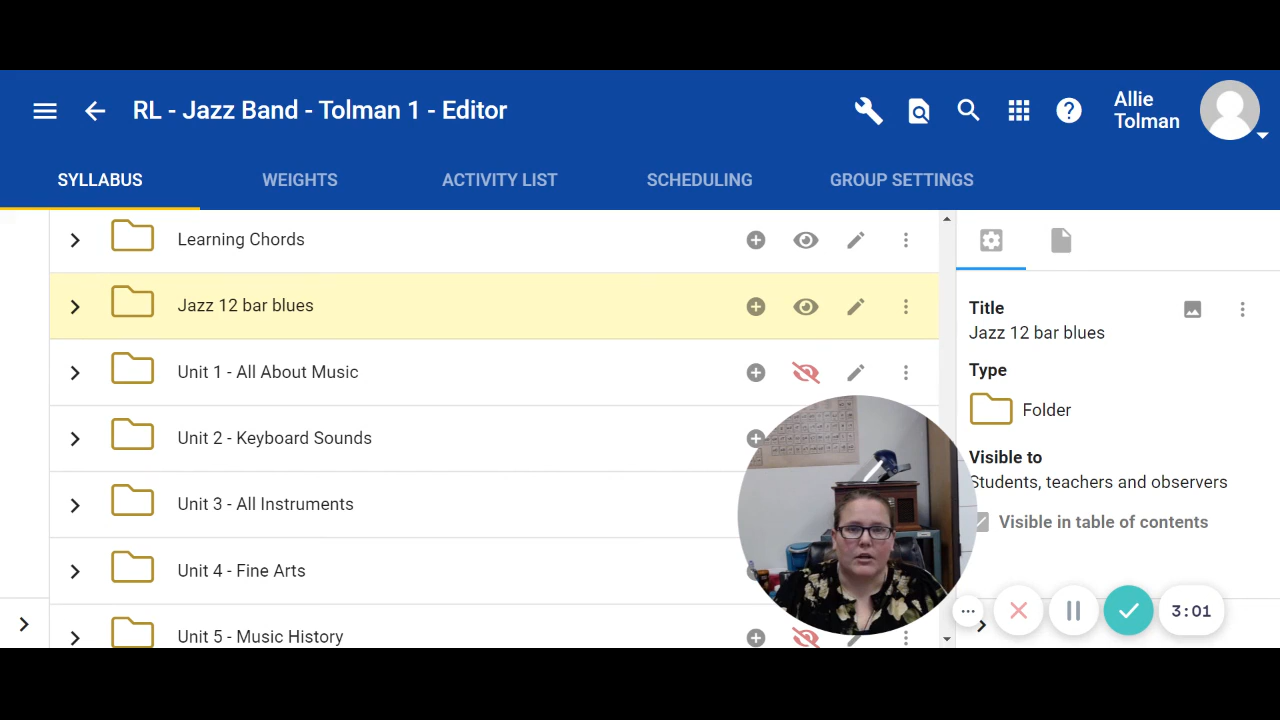 RL - Jazz Band - Tolman 1 - Editor
Allie
Tolman
SYLLABUS
WEIGHTS
ACTIVITY LIST
SCHEDULING
GROUP SETTINGS
Learning Chords
Jazz 12 bar blues
Unit 1 - All About Music
Unit 2 - Keyboard Sounds
Unit 3 - All Instruments
Unit 4 - Fine Arts
Unit 5 - Music History
Title
Jazz 12 bar blues
Type
Folder
Visible to
Students, teachers and observers
Visible in table of contents
3:01